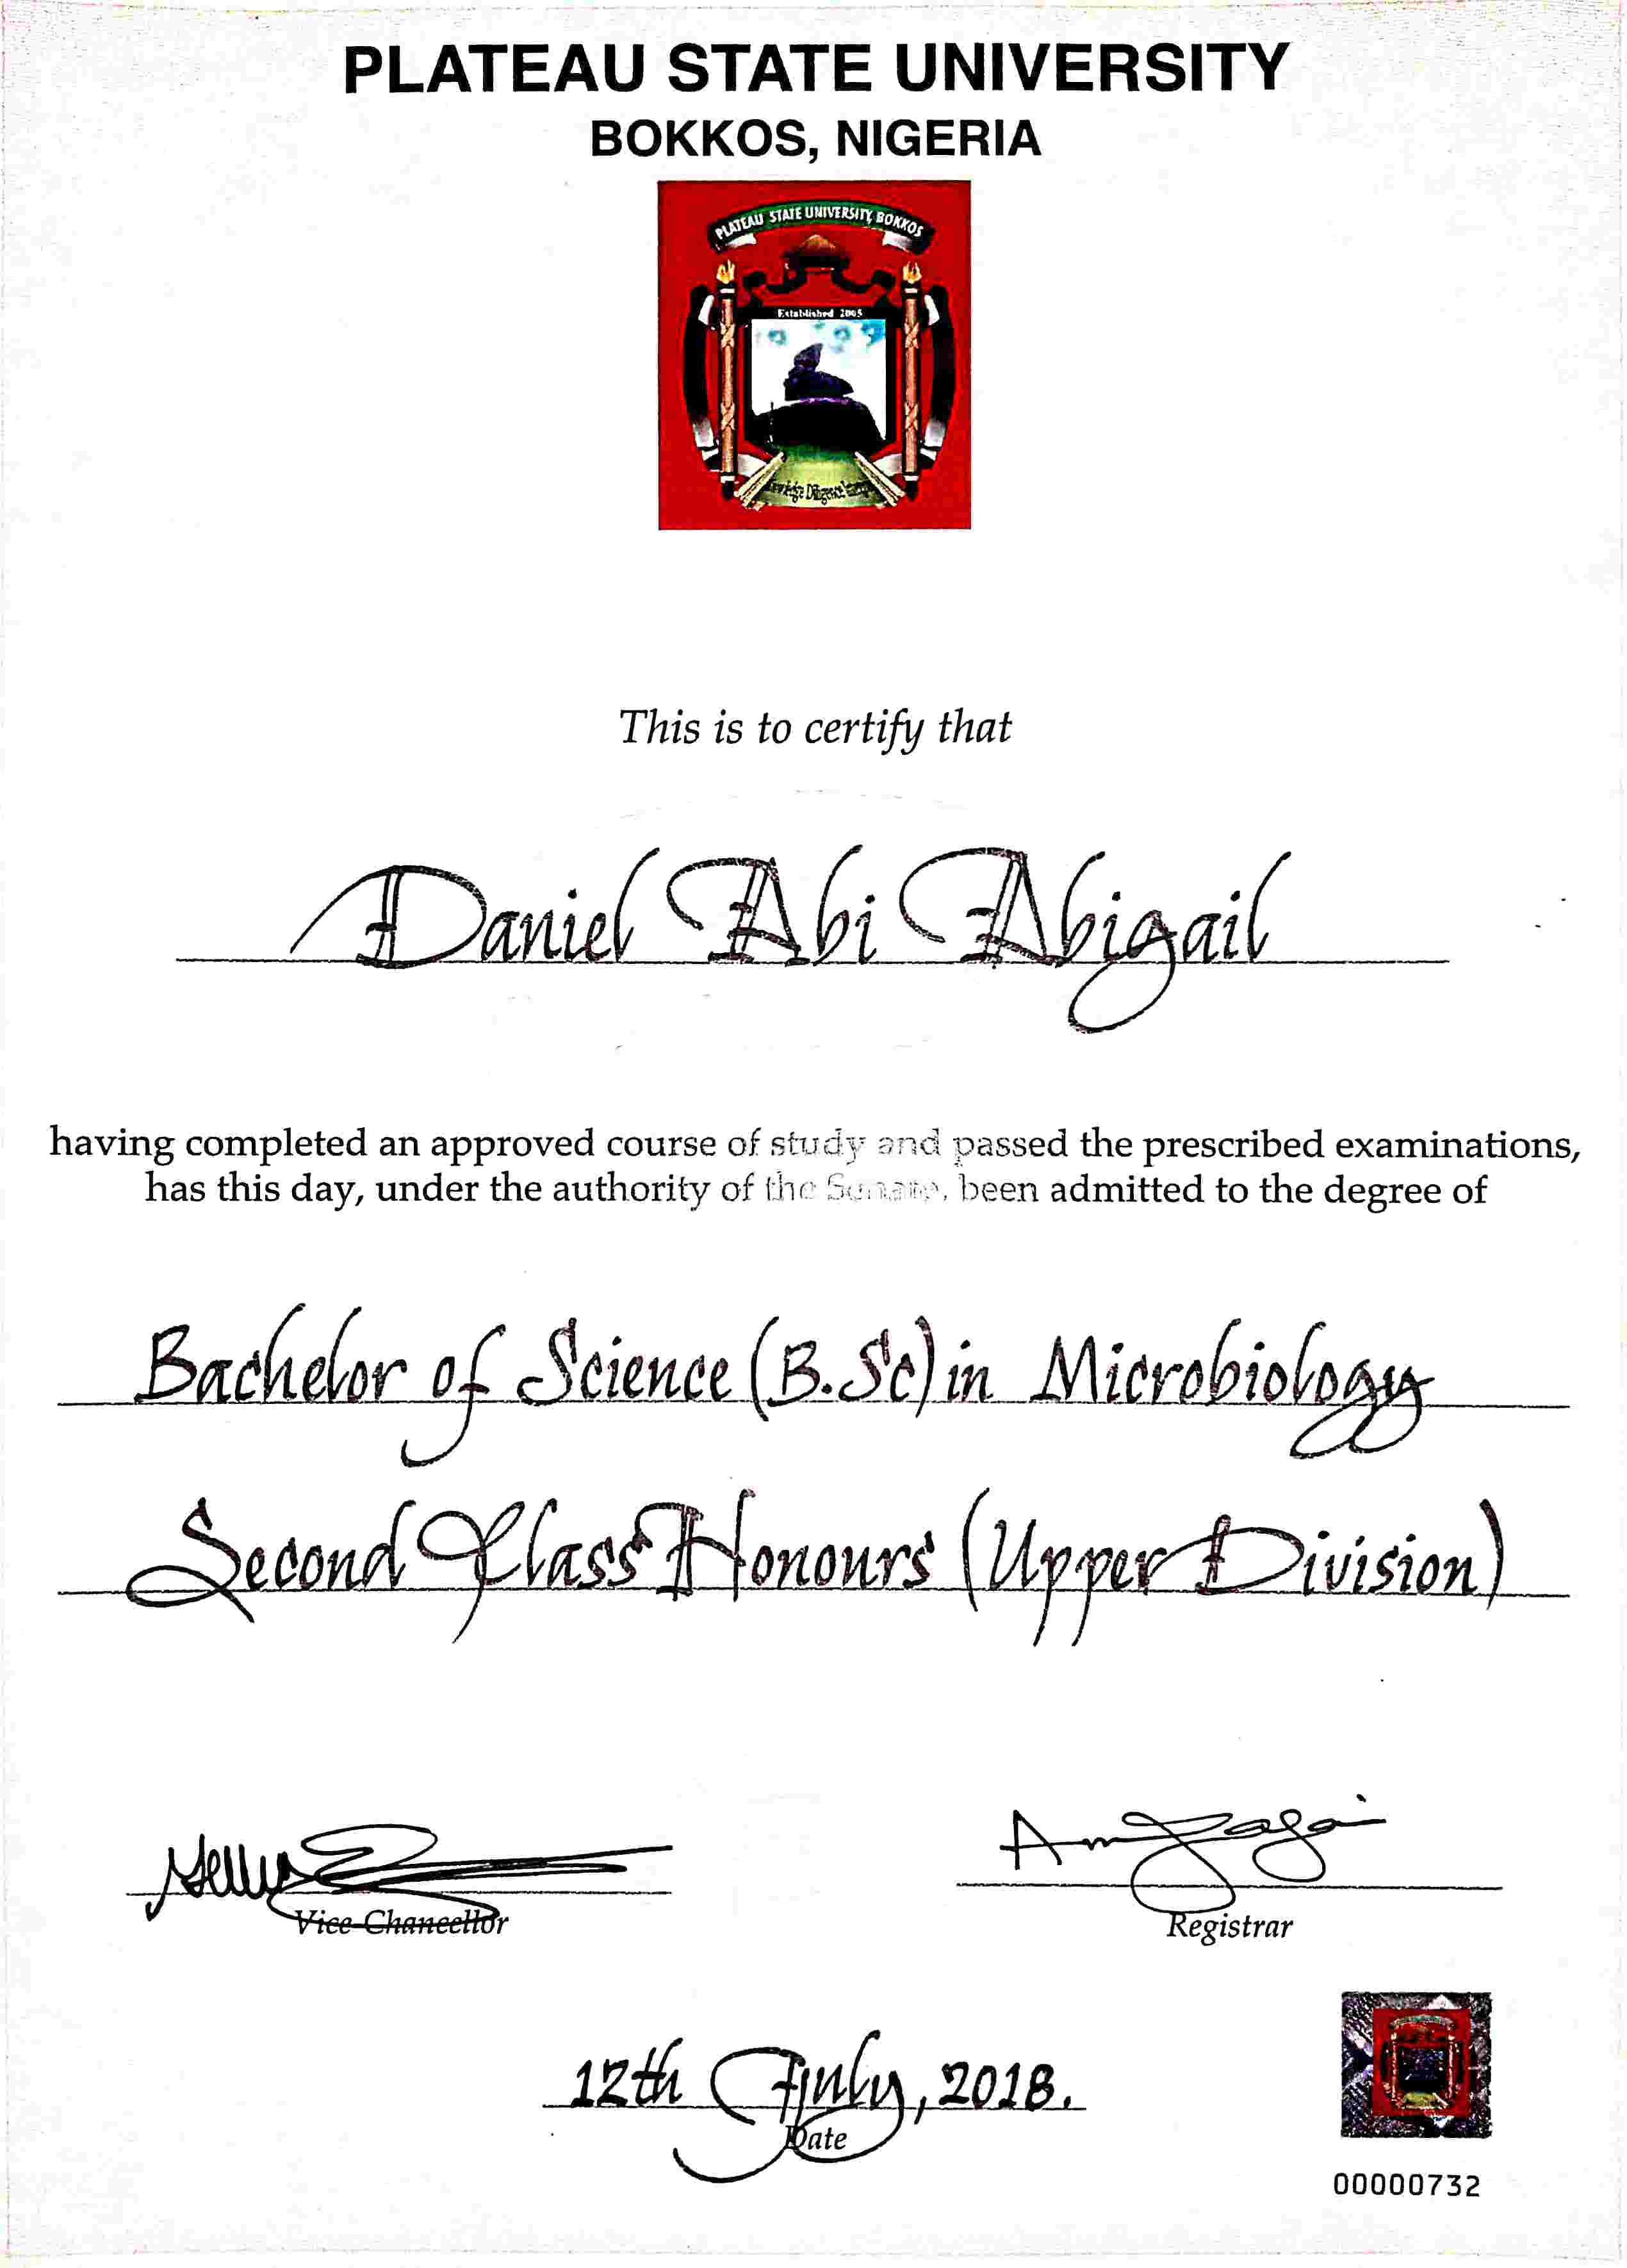 PLATEAU STATE UNIVERSITY
BOKKOS, NIGERIA
PLATEAU STATE UNIVERSITY, BOKKOS
Established 2005
This is to certify that
Daniel Abi Abigail
having completed an approved course of study and passed the prescribed examinations,
has this day, under the authority of the Senate, been admitted to the degree of
Bachelor of Science (B.Sc) in Microbiology
Second Class Honours (Upper Division)
Vice-Chancellor
Registrar
12th July, 2018.
Date
00000732